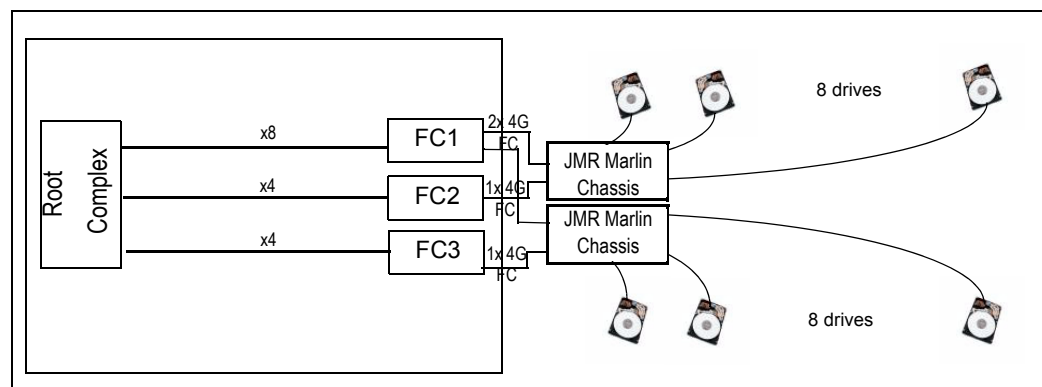 Root
Complex
x8
x4
x4
FC1
FC2
FC3
2x 4G
FC
1x 4G
FC
1x 4G
FC
JMR Marlin
Chassis
JMR Marlin
Chassis
8 drives
8 drives